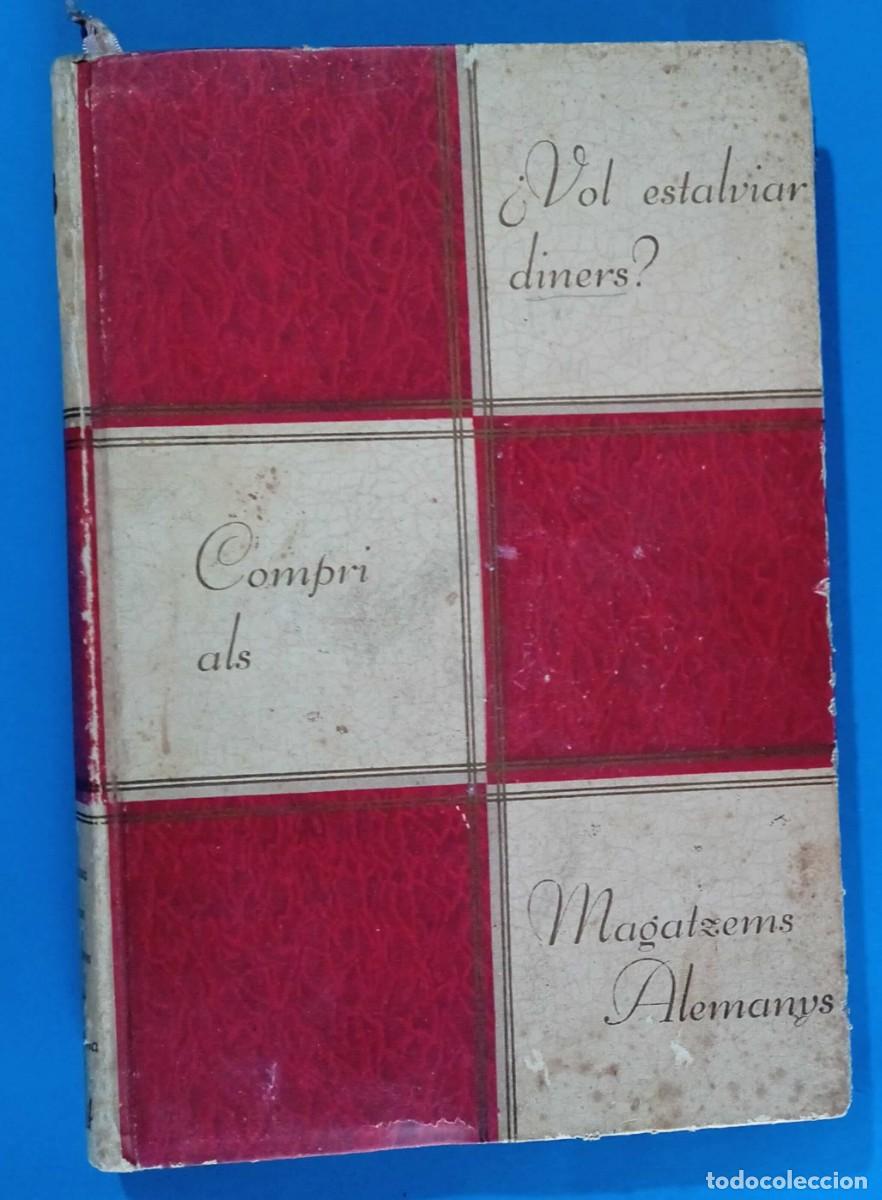 ¿Vol estalviar
diners?
Compri
als
Magatzems
Alemanys
todocoleccion